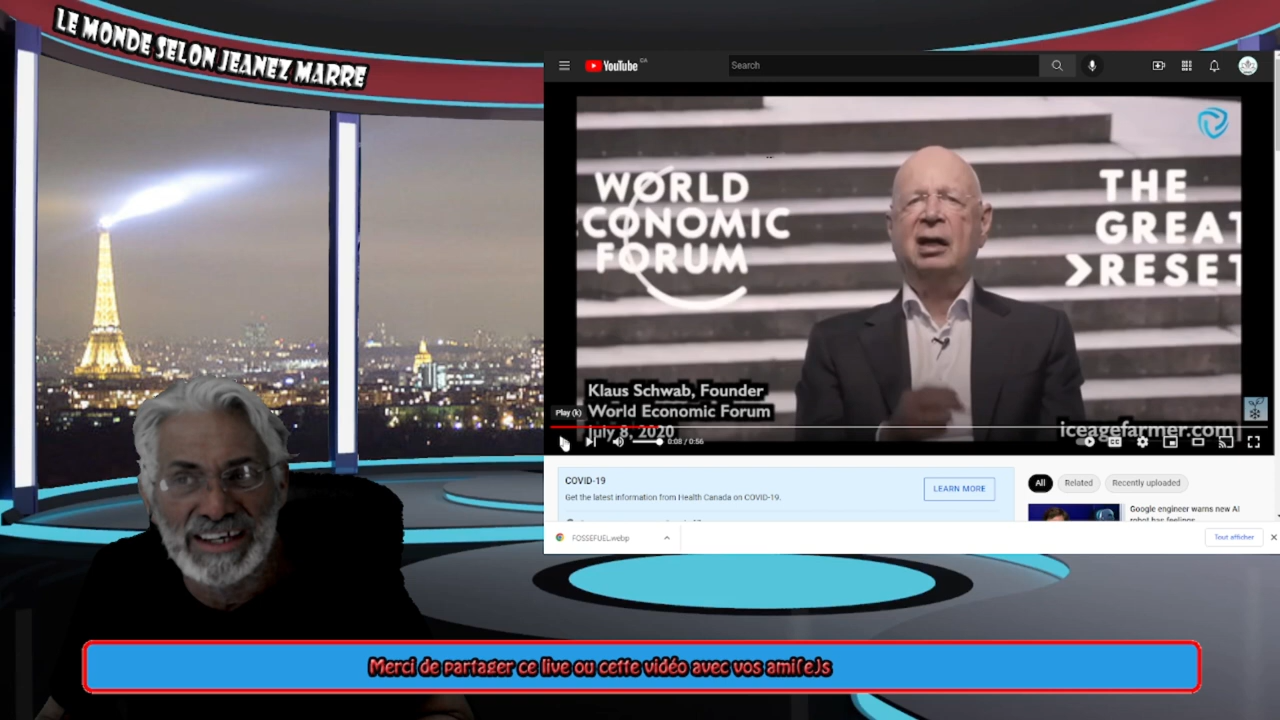 LE MONDE SELON JEANEZ MARRE
YouTube CA
Search
WORLD
ECONOMIC
FORUM
THE
GREAT
RESET
Klaus Schwab, Founder
World Economic Forum
July 8, 2020
Play (k)
0:08 / 0:56
iceagefarmer.com
COVID-19
Get the latest information from Health Canada on COVID-19.
LEARN MORE
All
Related
Recently uploaded
Google engineer warns new AI
robot has feelings
FOSSEFUEL.webp
Tout afficher
Merci de partager ce live ou cette vidéo avec vos ami(e)s